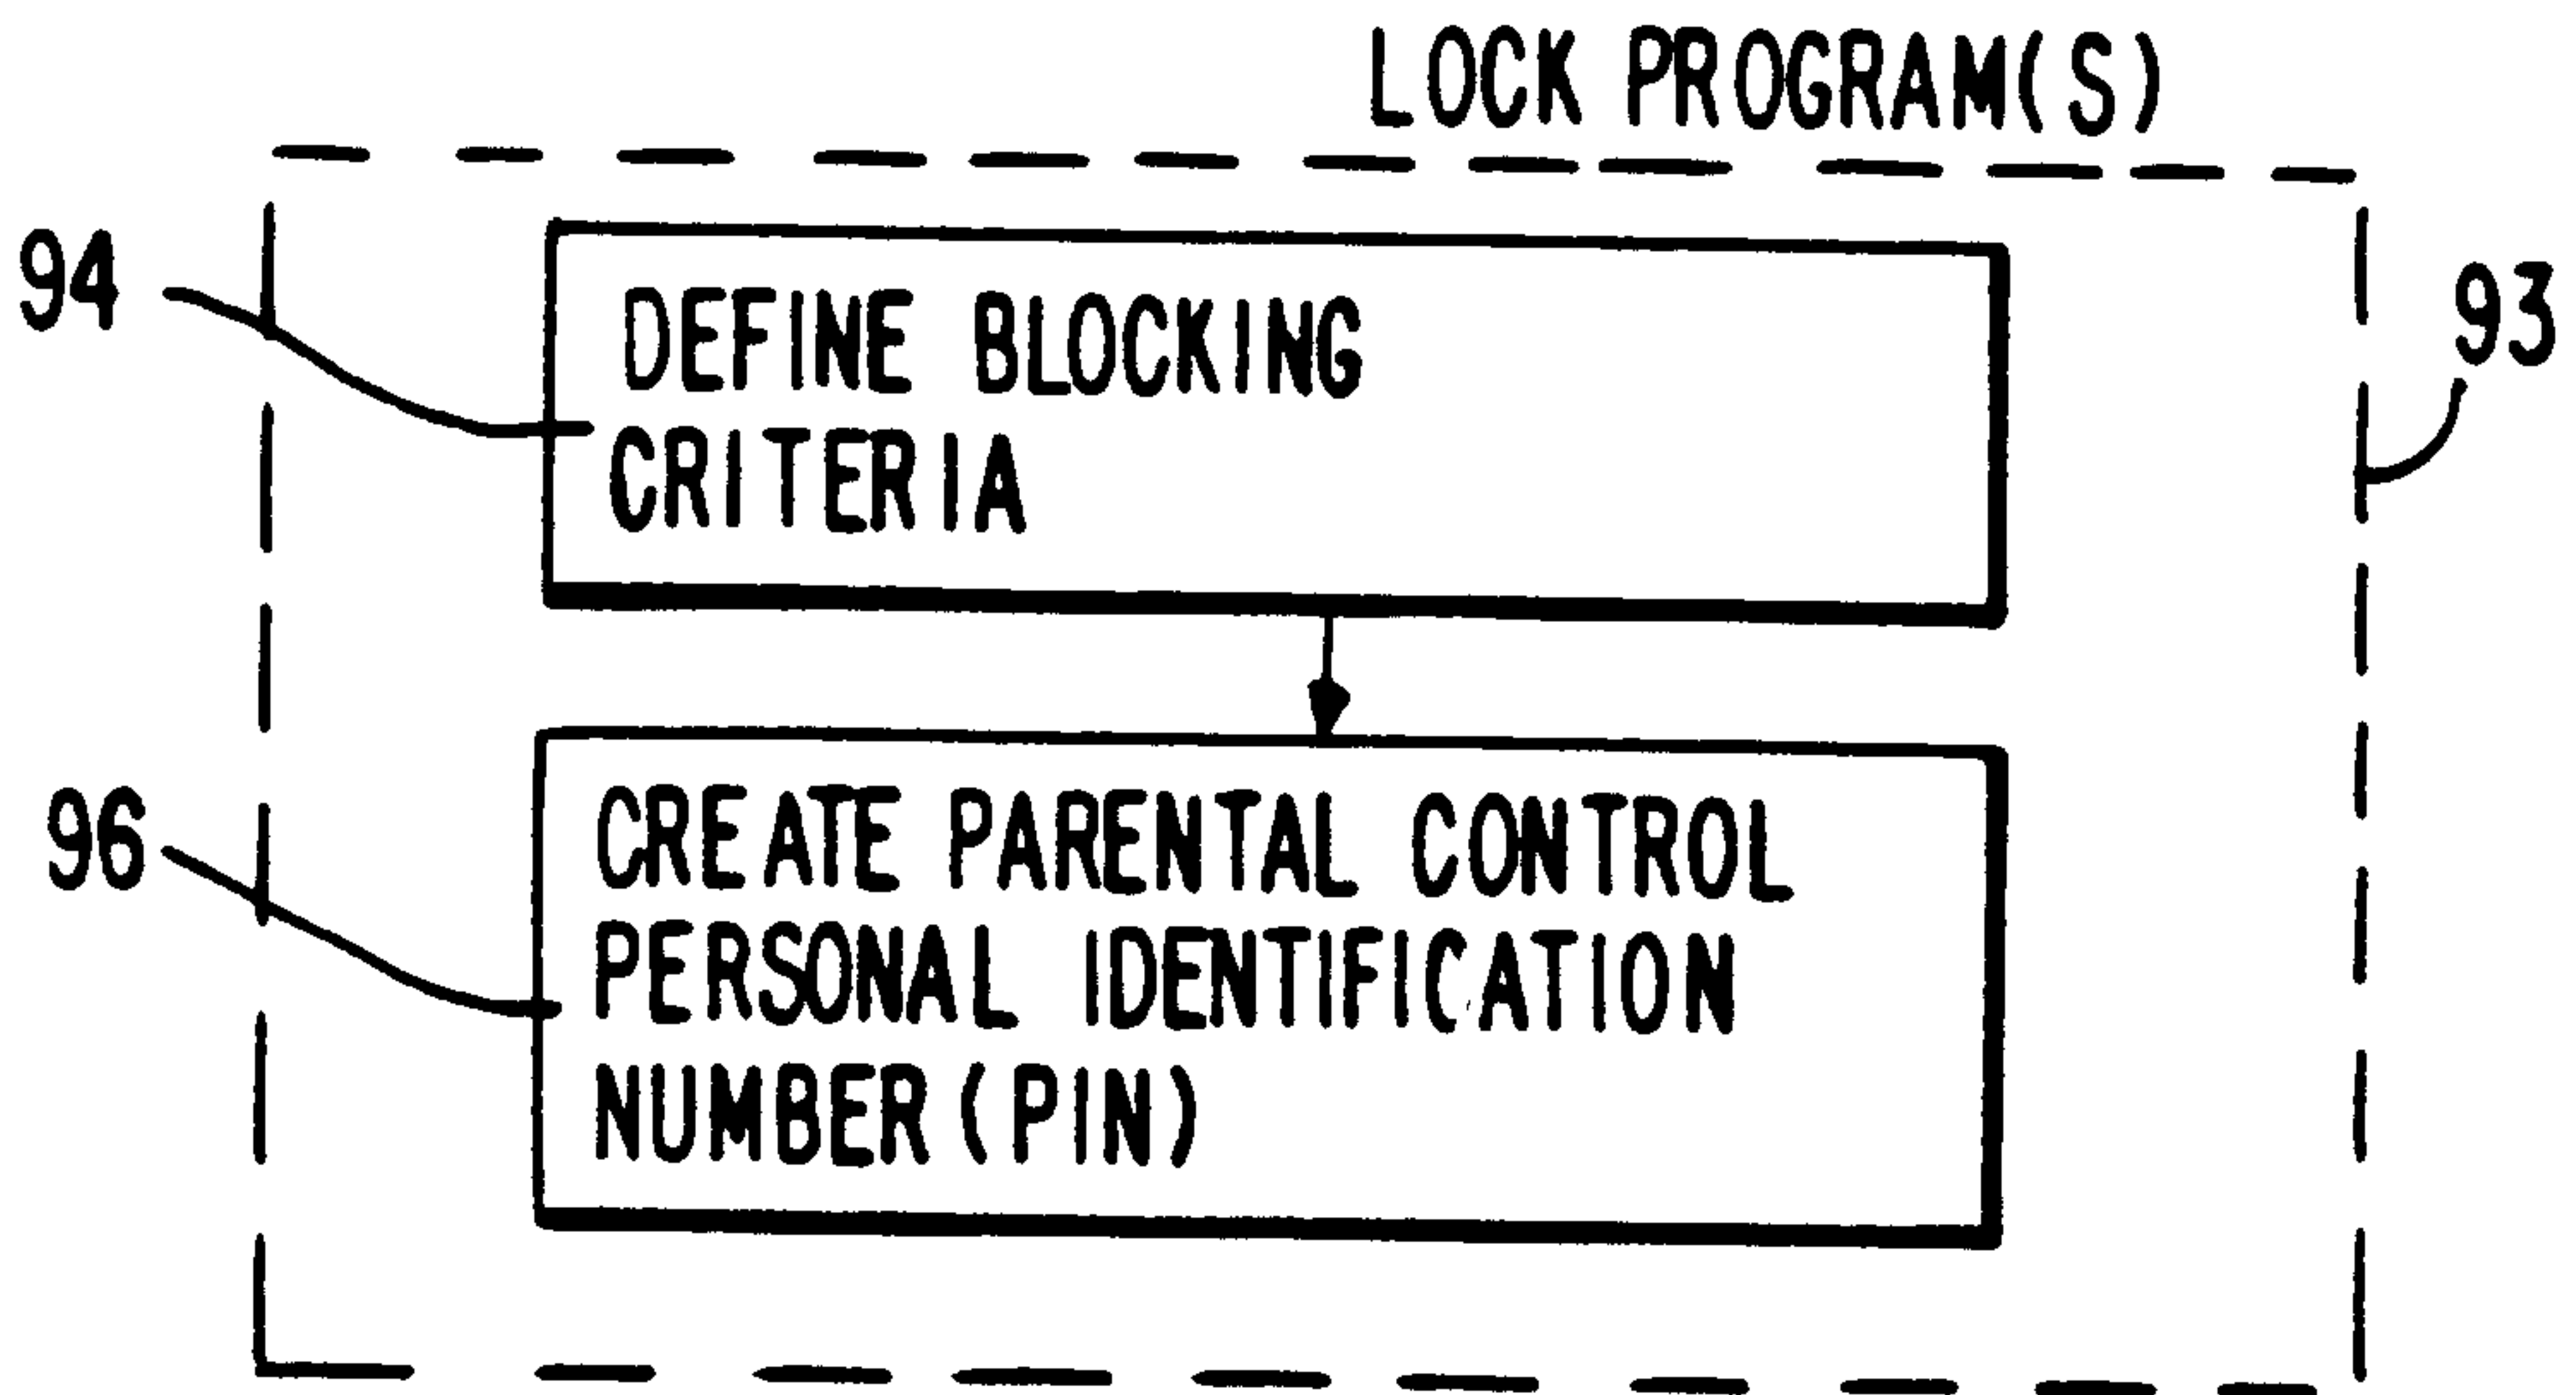 LOCK PROGRAM(S)
94
DEFINE BLOCKING
CRITERIA
93
96
CREATE PARENTAL CONTROL
PERSONAL IDENTIFICATION
NUMBER (PIN)